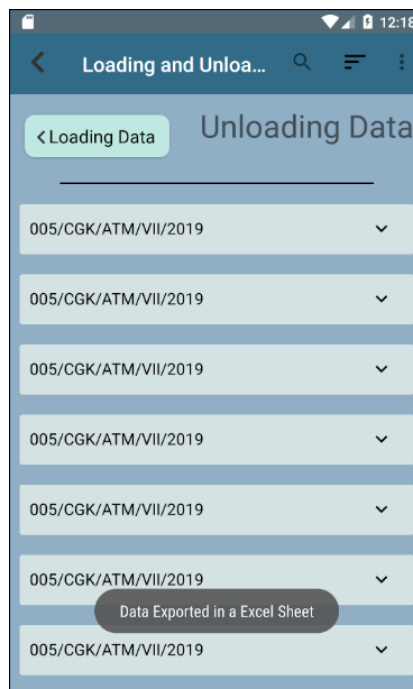 12:18
Loading and Unloa...
Loading Data
Unloading Data
005/CGK/ATM/VII/2019
005/CGK/ATM/VII/2019
005/CGK/ATM/VII/2019
005/CGK/ATM/VII/2019
005/CGK/ATM/VII/2019
005/CGK/ATM/VII/2019
Data Exported in a Excel Sheet
005/CGK/ATM/VII/2019